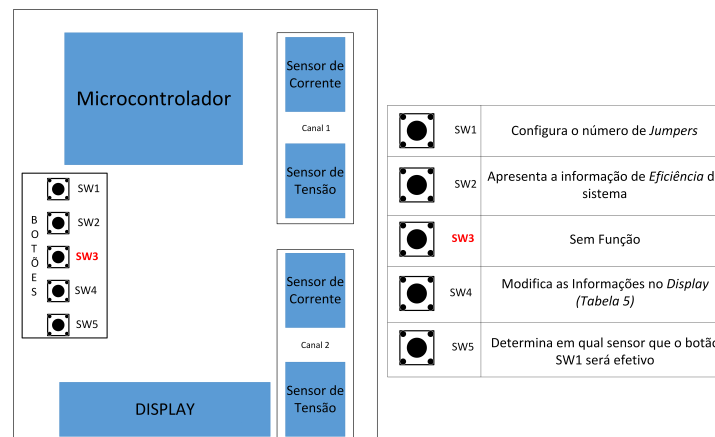 Microcontrolador
Sensor de
Corrente
Canal 1
Sensor de
Tensão
BOTÕES
SW1
SW2
SW3
SW4
SW5
Sensor de
Corrente
Canal 2
Sensor de
Tensão
DISPLAY
SW1 Configura o número de Jumpers
SW2 Apresenta a informação de Eficiência d
sistema
SW3 Sem Função
SW4 Modifica as Informações no Display
(Tabela 5)
SW5 Determina em qual sensor que o botão
SW1 será efetivo